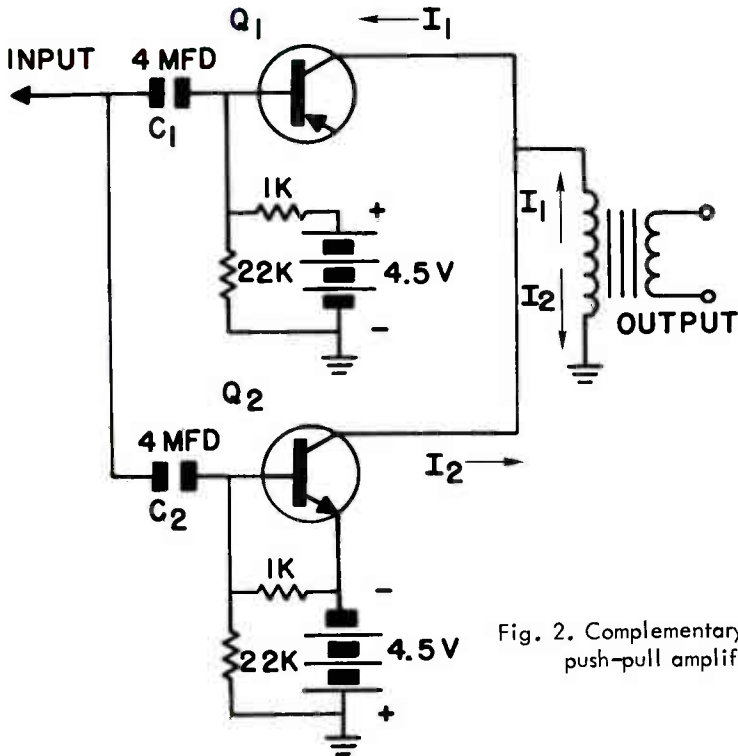 Q1
I1
INPUT
4 MFD
C1
1K
+
22K
4.5V
-
I1
I2
OUTPUT
Q2
4 MFD
I2
C2
1K
-
22K
4.5V
+
Fig. 2. Complementary
push-pull amplif